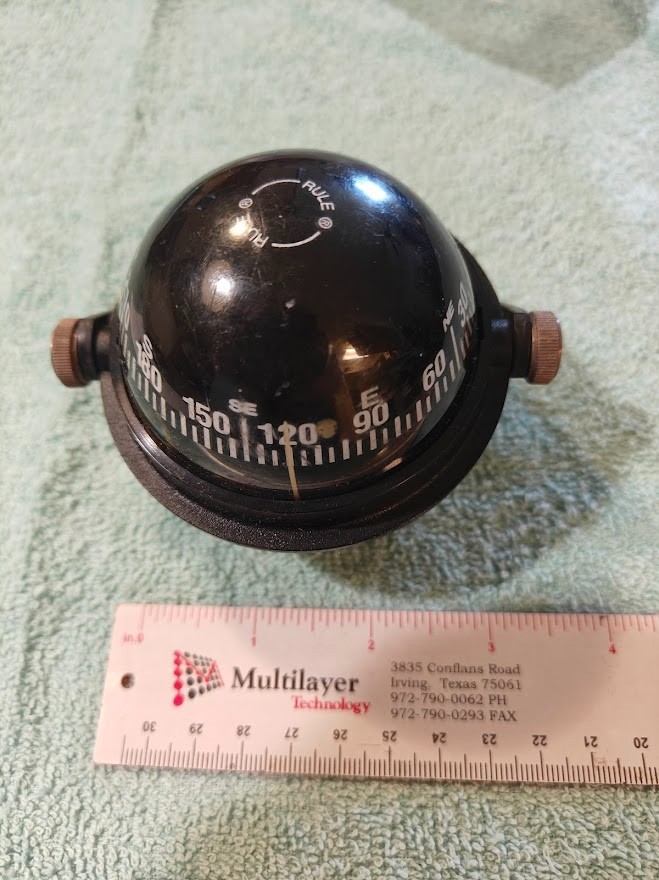 RULE ®
RULE ®
NE 30
S
180
150 SE 120 E 90 60
in.0 1 2 3 4
Multilayer
Technology
3835 Conflans Road
Irving, Texas 75061
972-790-0062 PH
972-790-0293 FAX
30 29 28 27 26 25 24 23 22 21 20